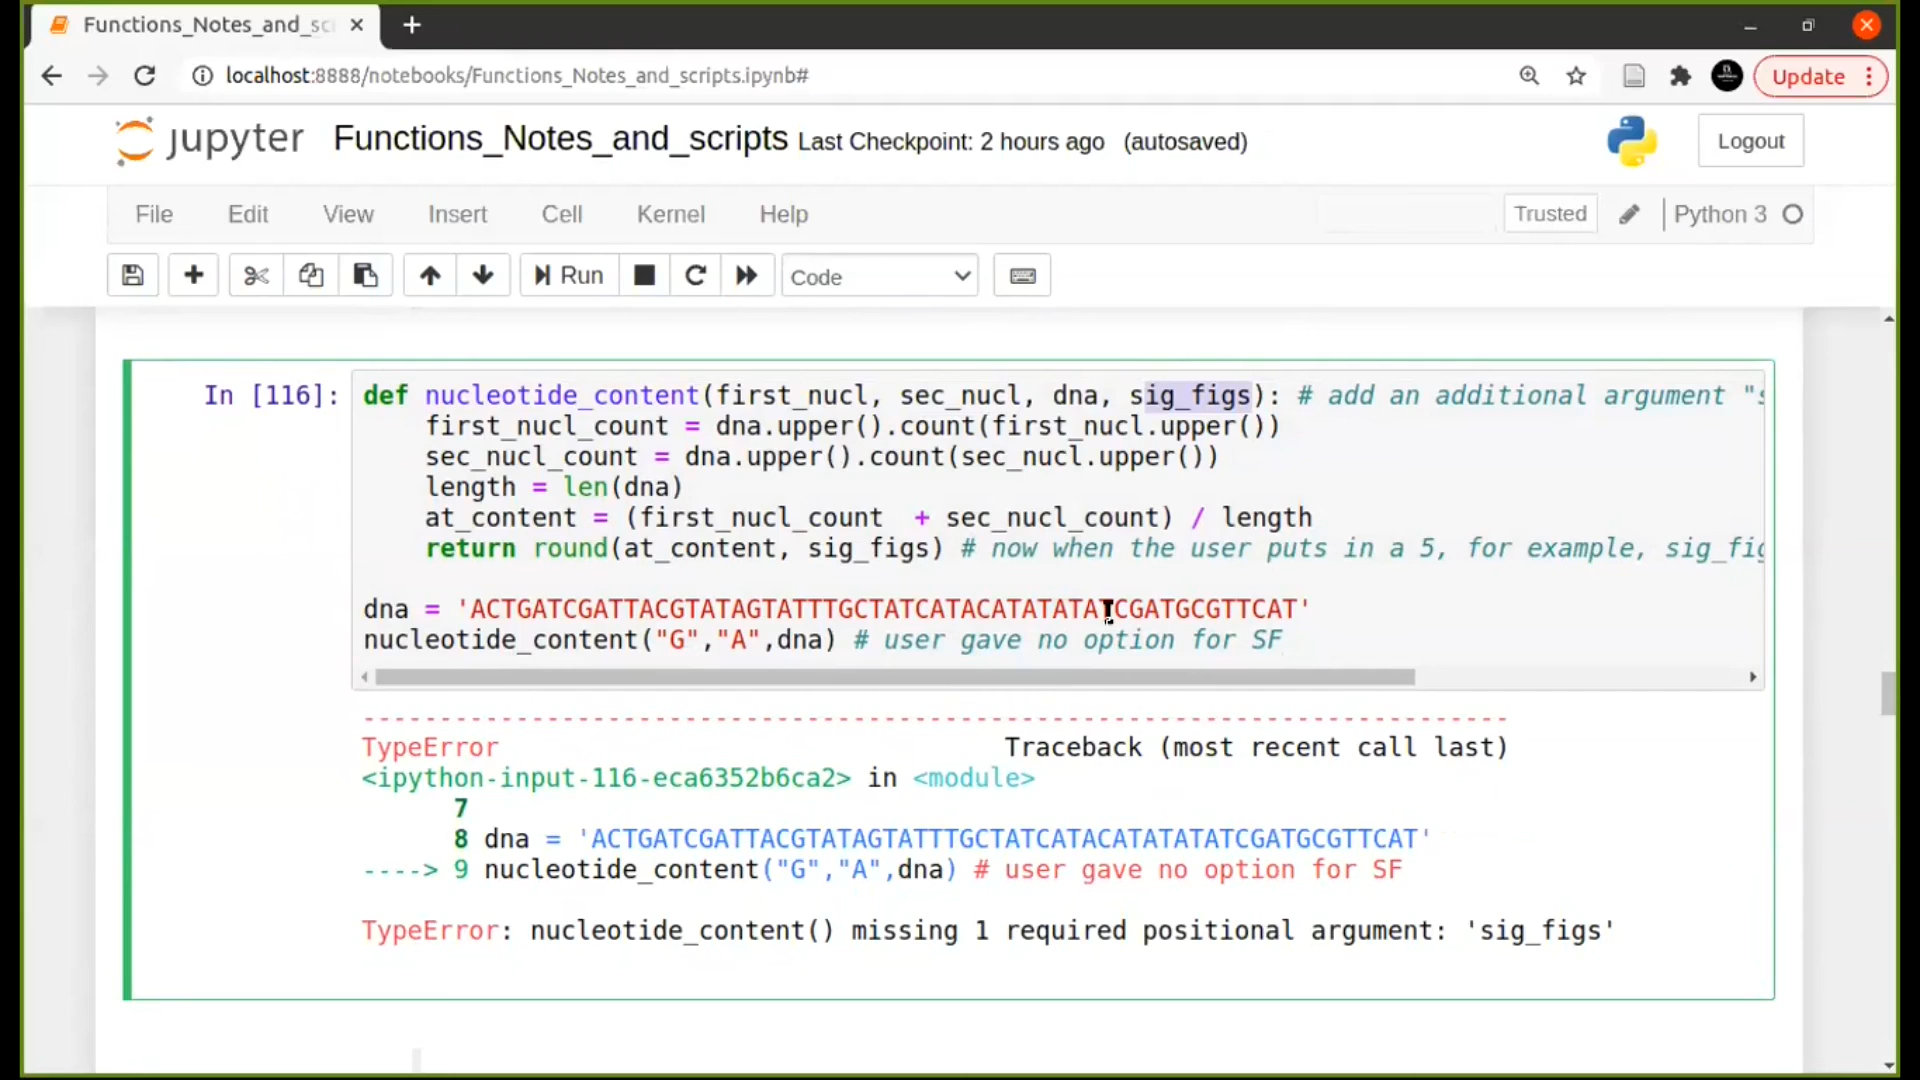 Functions_Notes_and_scr
localhost:8888/notebooks/Functions_Notes_and_scripts.ipynb#
Update
jupyter Functions_Notes_and_scripts Last Checkpoint: 2 hours ago (autosaved)
Logout
File Edit View Insert Cell Kernel Help
Trusted
Python 3
Run
Code
In [116]: def nucleotide_content(first_nucl, sec_nucl, dna, sig_figs): # add an additional argument "s
first_nucl_count = dna.upper().count(first_nucl.upper())
sec_nucl_count = dna.upper().count(sec_nucl.upper())
length = len(dna)
at_content = (first_nucl_count  + sec_nucl_count) / length
return round(at_content, sig_figs) # now when the user puts in a 5, for example, sig_fig
dna = 'ACTGATCGATTACGTATAGTATTTGCTATCATACATATATATCGATGCGTTCAT'
nucleotide_content("G","A",dna) # user gave no option for SF
---------------------------------------------------------------------------
TypeError Traceback (most recent call last)
<ipython-input-116-eca6352b6ca2> in <module>
7
8 dna = 'ACTGATCGATTACGTATAGTATTTGCTATCATACATATATATCGATGCGTTCAT'
----> 9 nucleotide_content("G","A",dna) # user gave no option for SF
TypeError: nucleotide_content() missing 1 required positional argument: 'sig_figs'